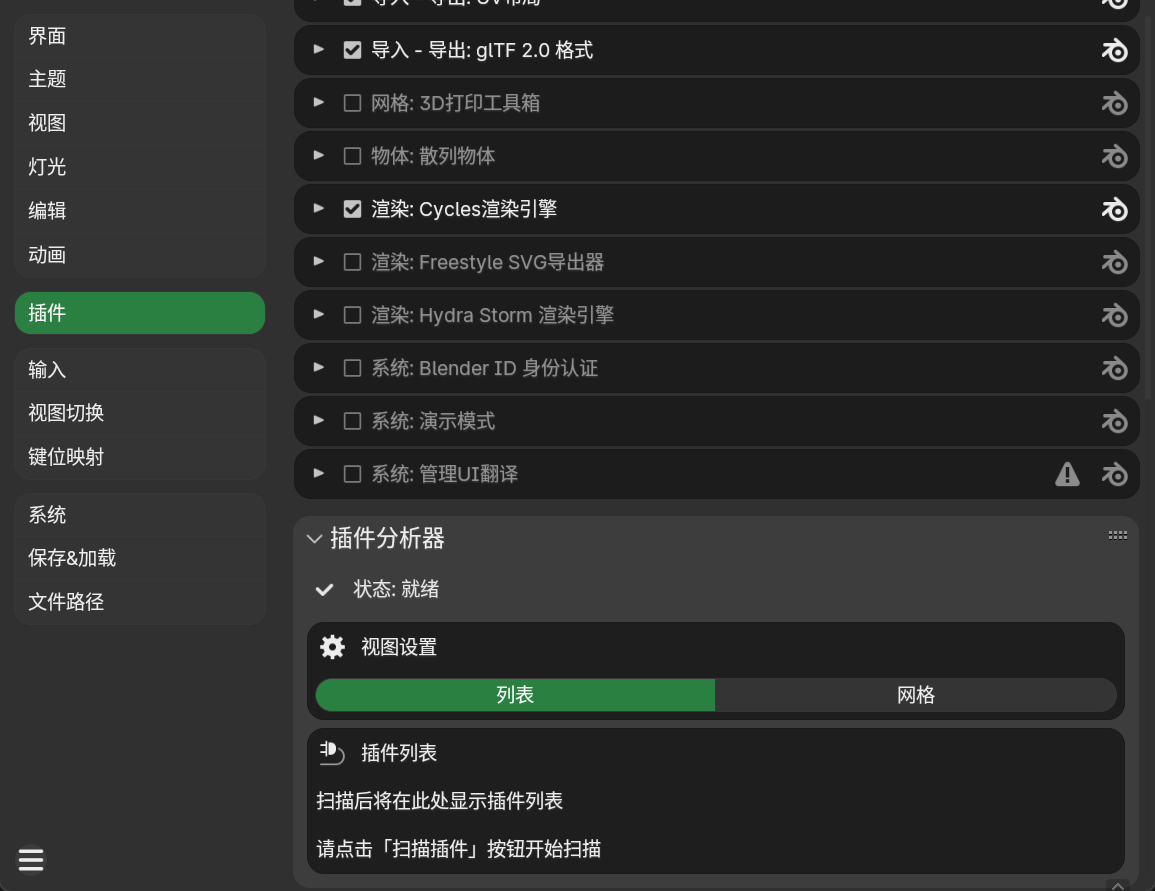 界面
主题
视图
灯光
编辑
动画
插件
输入
视图切换
键位映射
系统
保存&加载
文件路径
导入 - 导出: UV布局
导入 - 导出: glTF 2.0 格式
网格: 3D打印工具箱
物体: 散列物体
渲染: Cycles渲染引擎
渲染: Freestyle SVG导出器
渲染: Hydra Storm 渲染引擎
系统: Blender ID 身份认证
系统: 演示模式
系统: 管理UI翻译
插件分析器
状态: 就绪
视图设置
列表 网格
插件列表
扫描后将在此处显示插件列表
请点击「扫描插件」按钮开始扫描